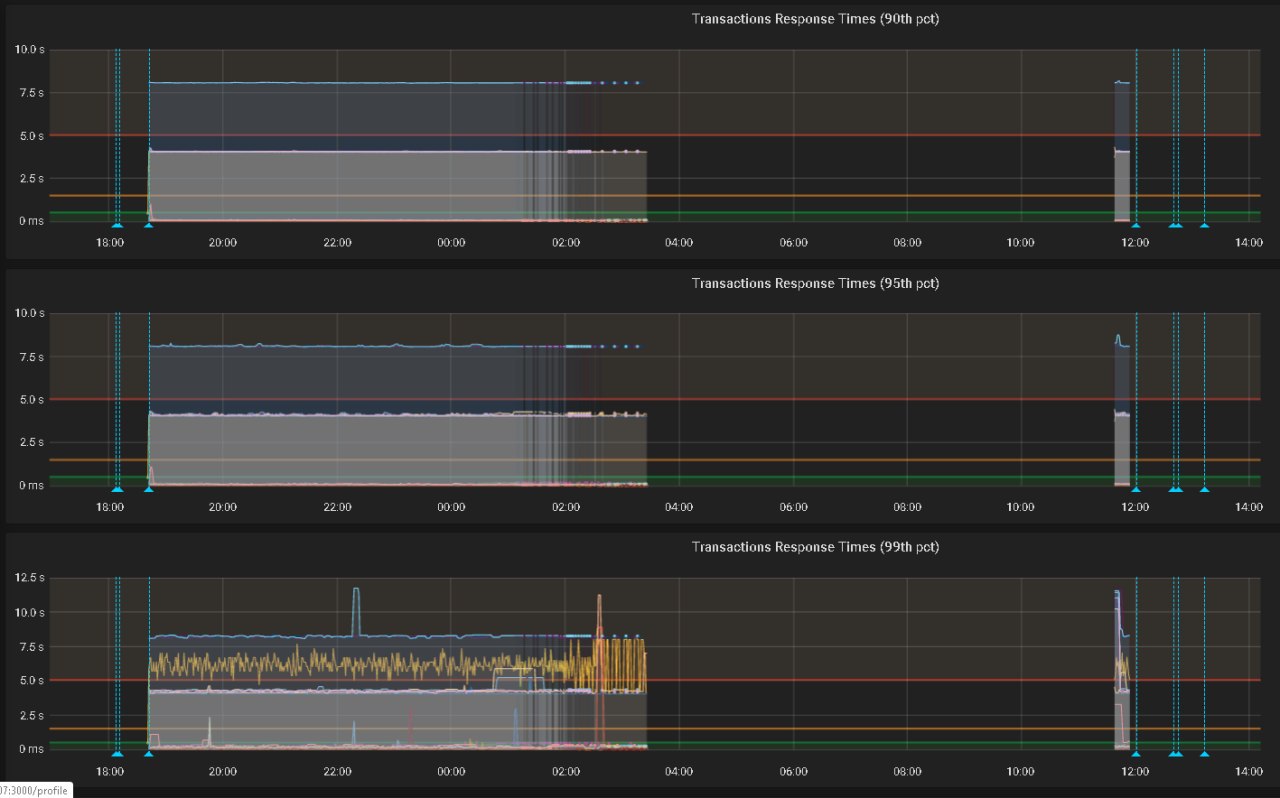 Transactions Response Times (90th pct)
10.0 s
7.5 s
5.0 s
2.5 s
0 ms
18:00 20:00 22:00 00:00 02:00 04:00 06:00 08:00 10:00 12:00 14:00
Transactions Response Times (95th pct)
10.0 s
7.5 s
5.0 s
2.5 s
0 ms
18:00 20:00 22:00 00:00 02:00 04:00 06:00 08:00 10:00 12:00 14:00
Transactions Response Times (99th pct)
12.5 s
10.0 s
7.5 s
5.0 s
2.5 s
0 ms
18:00 20:00 22:00 00:00 02:00 04:00 06:00 08:00 10:00 12:00 14:00
07:3000/profile